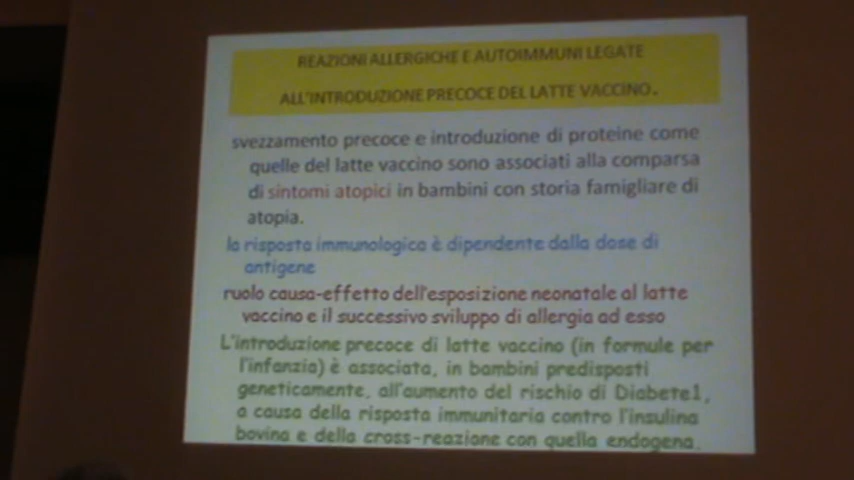 REAZIONI ALLERGICHE E AUTOIMMUNI LEGATE
ALL'INTRODUZIONE PRECOCE DEL LATTE VACCINO.
svezzamento precoce e introduzione di proteine come
quelle del latte vaccino sono associati alla comparsa
di sintomi atopici in bambini con storia famigliare di
atopia.
la risposta immunologica è dipendente dalla dose di
antigene
ruolo causa-effetto dell'esposizione neonatale al latte
vaccino e il successivo sviluppo di allergia ad esso
L'introduzione precoce di latte vaccino (in formule per
l'infanzia) è associata, in bambini predisposti
geneticamente, all'aumento del rischio di Diabete1,
a causa della risposta immunitaria contro l'insulina
bovina e della cross-reazione con quella endogena.